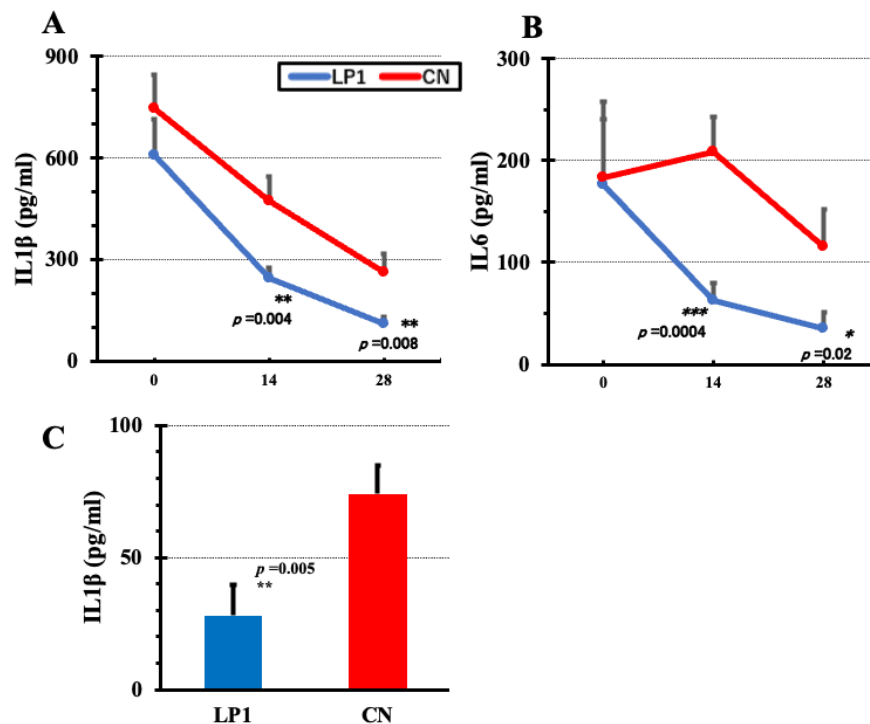 A
IL1β (pg/ml)
900
600
300
0
LP1 CN
**
p =0.004
**
p =0.008
0 14 28
B
IL6 (pg/ml)
300
200
100
0
***
p =0.0004
*
p =0.02
0 14 28
C
IL1β (pg/ml)
100
50
0
p =0.005
**
LP1 CN